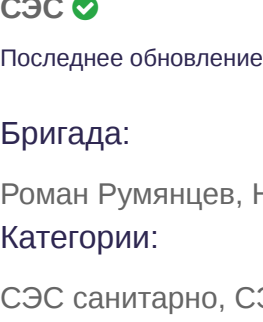 СЭС
Последнее обновление
Бригада:
Роман Румянцев,
Категории:
СЭС санитарно,